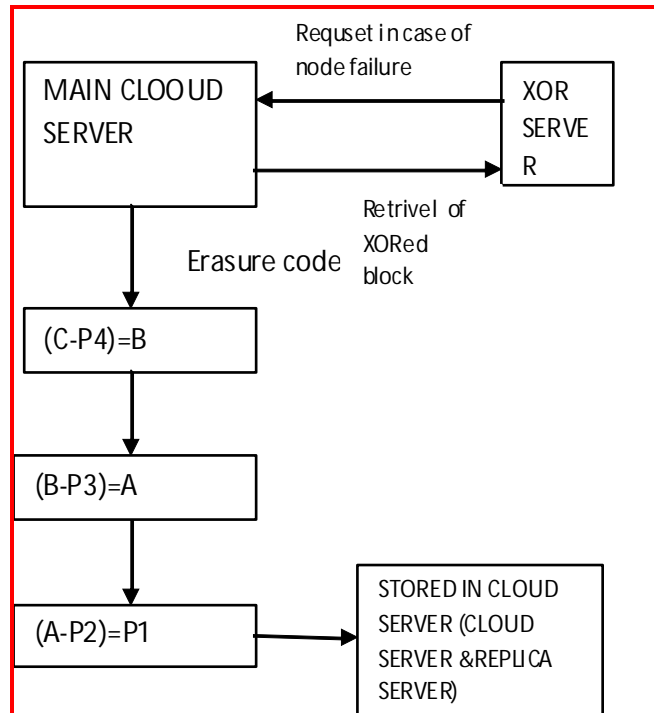 Requset in case of
node failure
MAIN CLOOUD
SERVER
XOR
SERVE
R
Retrivel of
XORed
block
Erasure code
(C-P4)=B
(B-P3)=A
(A-P2)=P1
STORED IN CLOUD
SERVER (CLOUD
SERVER &REPLICA
SERVER)